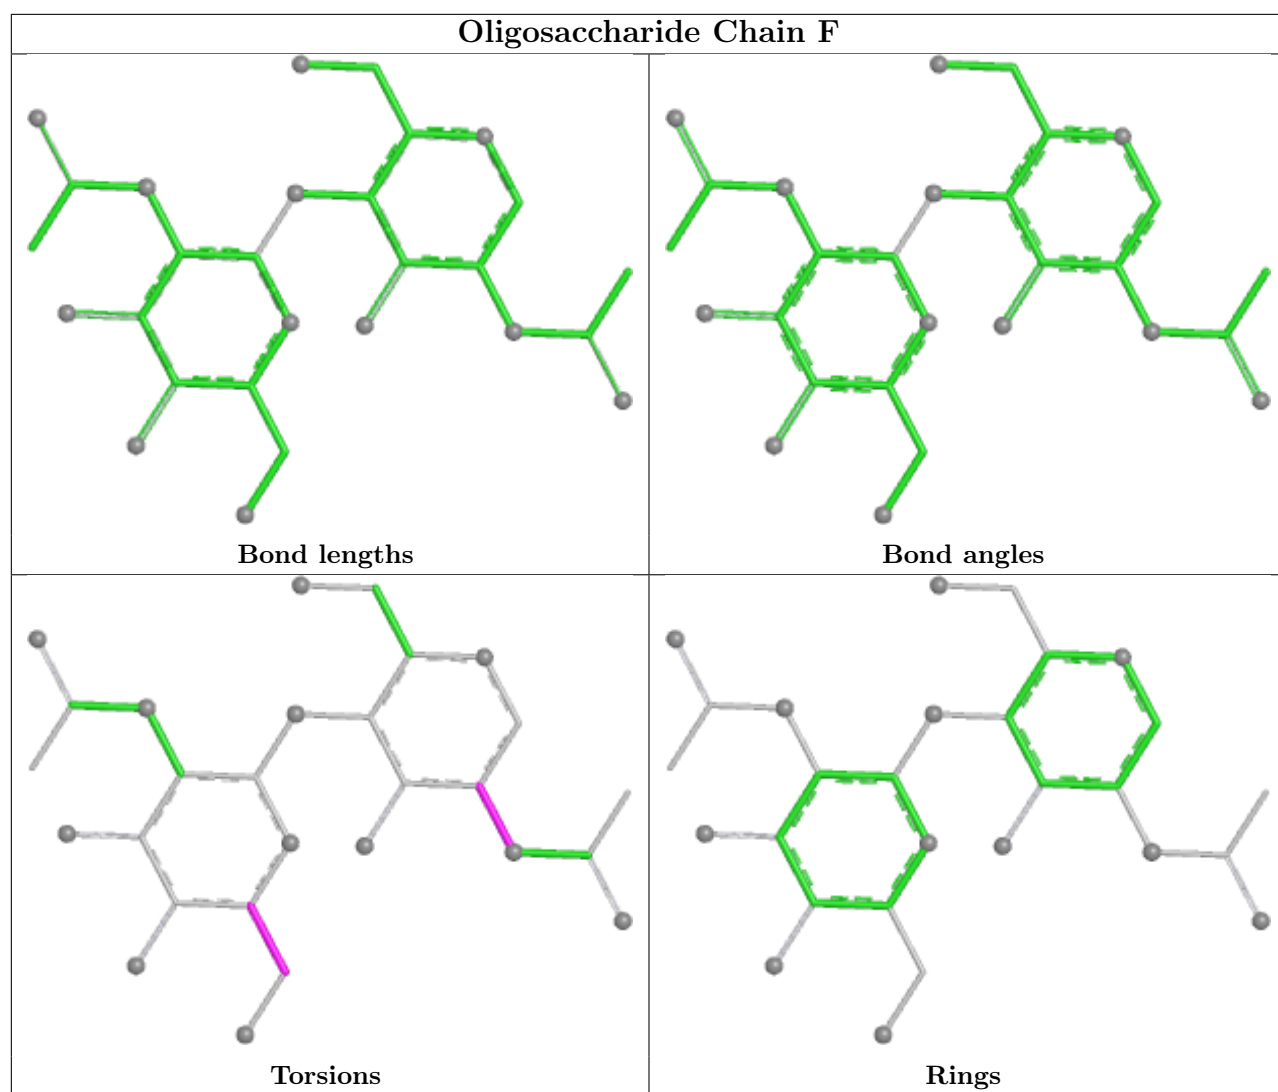 Oligosaccharide Chain F
Bond lengths
Bond angles
Torsions
Rings